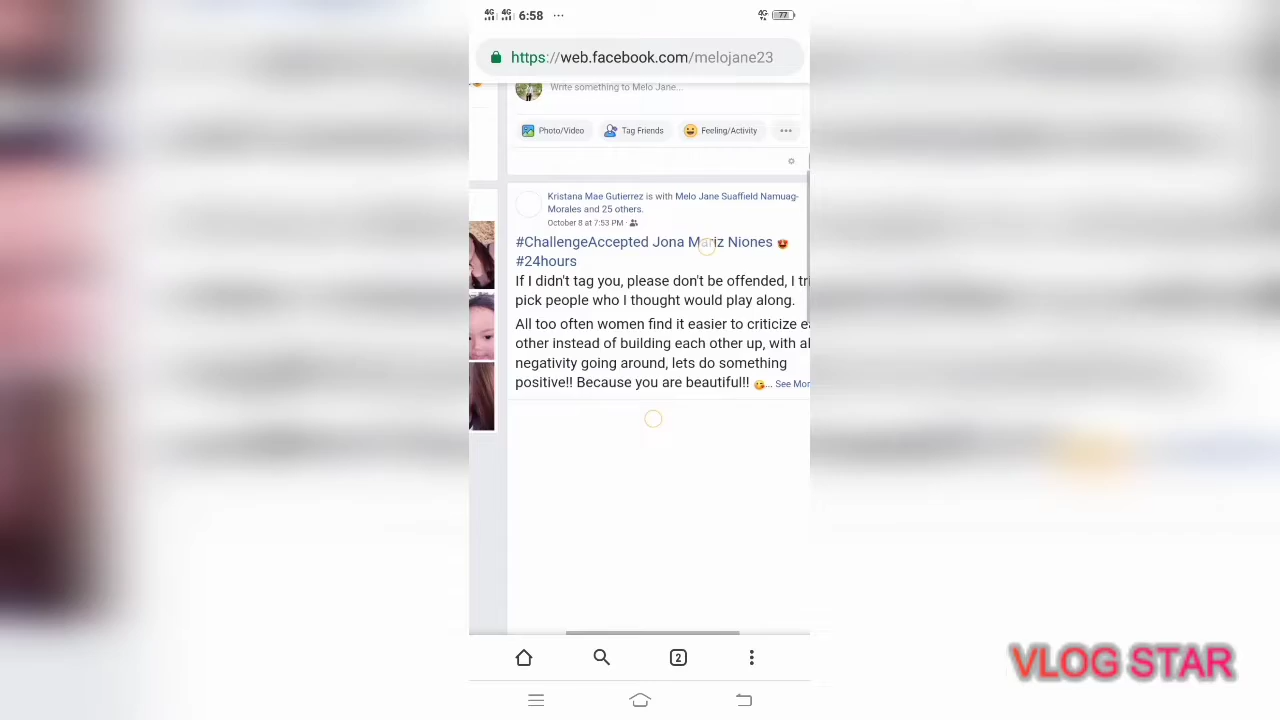 4G 4G 6:58 ... 4G 77
https://web.facebook.com/melojane23
Write something to Melo Jane...
Photo/Video Tag Friends Feeling/Activity
Kristana Mae Gutierrez is with Melo Jane Suaffield Namuag-
Morales and 25 others.
October 8 at 7:53 PM ·
#ChallengeAccepted Jona Mariz Niones
#24hours
If I didn't tag you, please don't be offended, I tri
pick people who I thought would play along.
All too often women find it easier to criticize ea
other instead of building each other up, with al
negativity going around, lets do something
positive!! Because you are beautiful!! ... See Mor
2
VLOG STAR